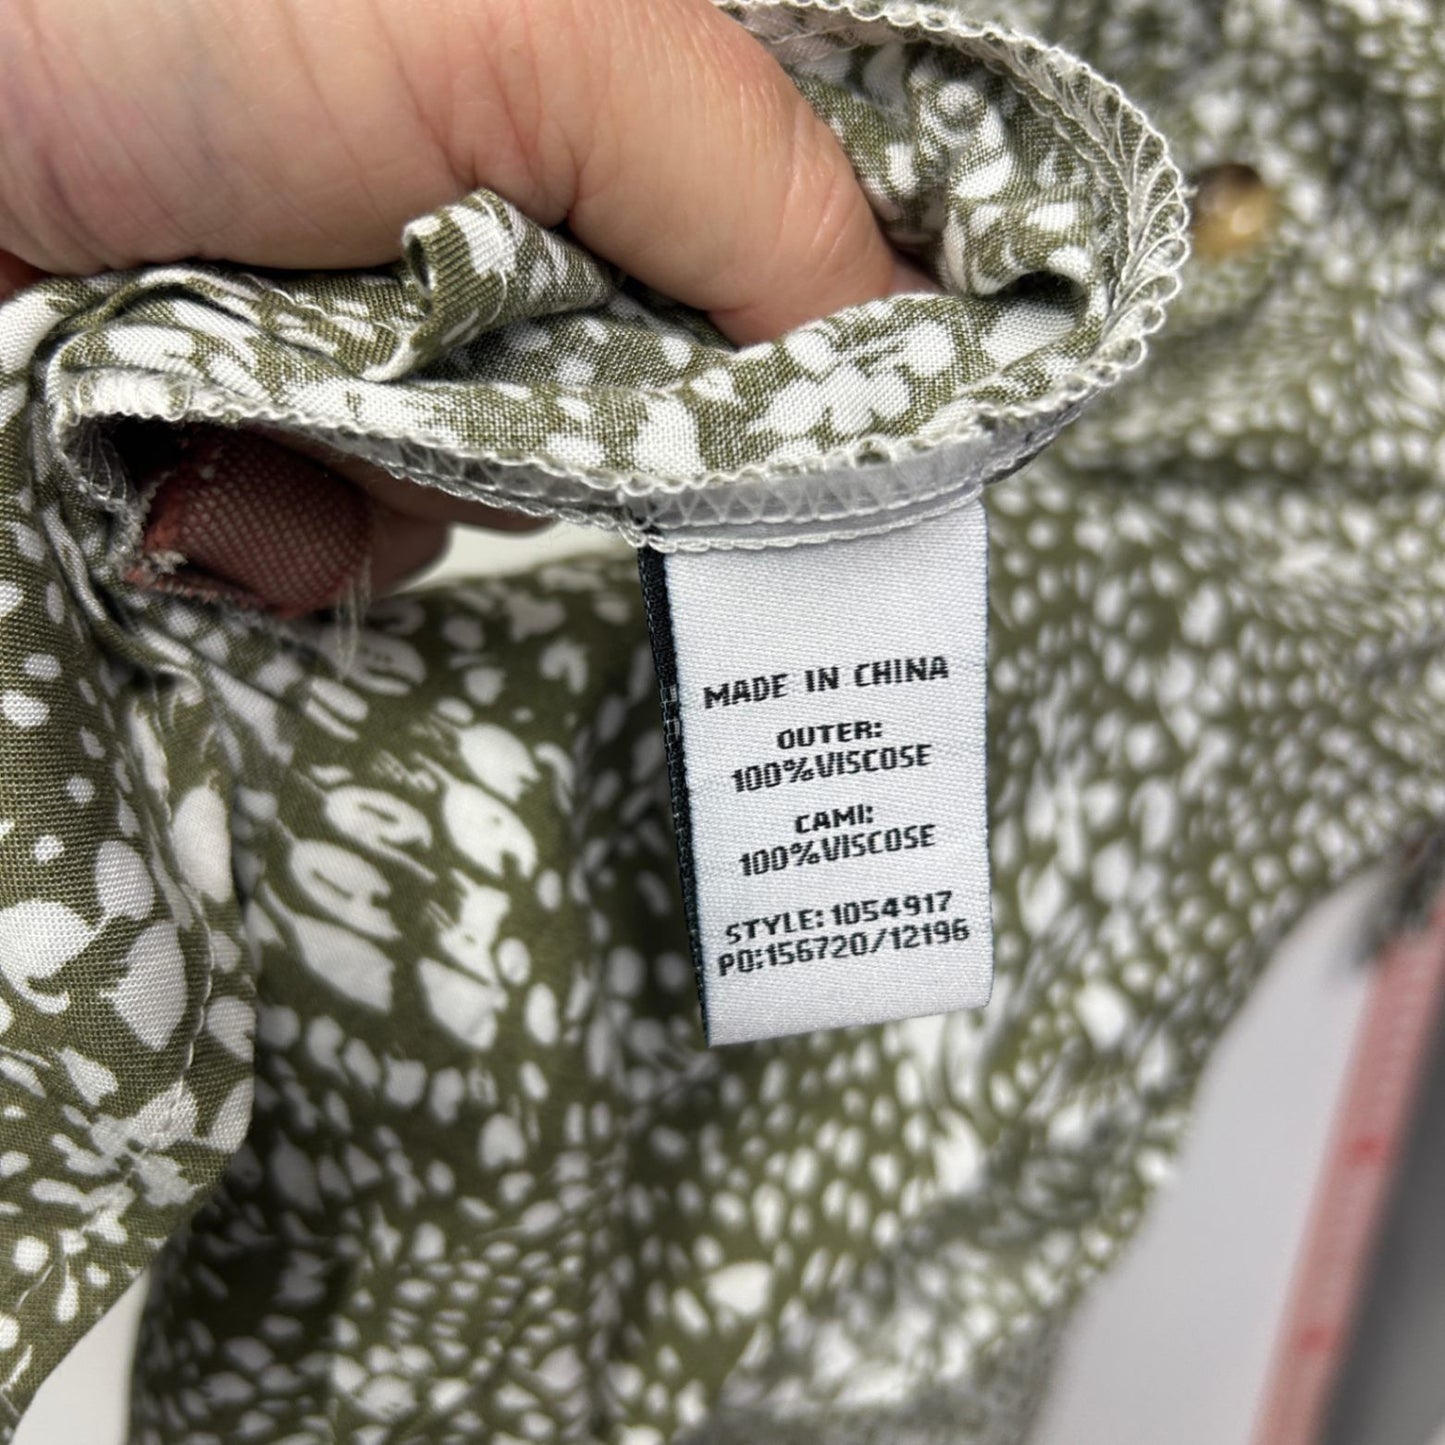 MADE IN CHINA
OUTER:
100%VISCOSE
CAMI:
100%VISCOSE
STYLE: 1054917
PO:156720/12196